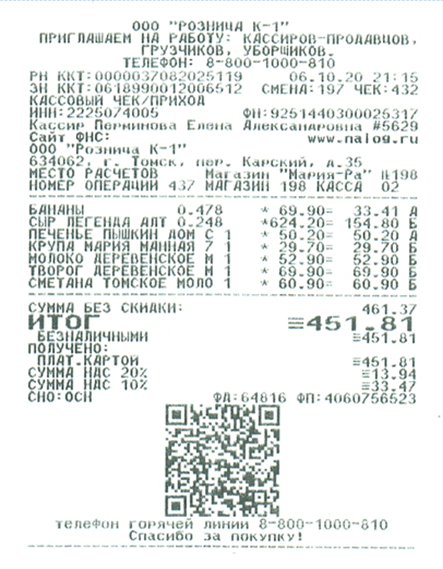 ООО "РОЗНИЦА К-1"
ПРИГЛАШАЕМ НА РАБОТУ: КАССИРОВ-ПРОДАВЦОВ,
ГРУЗЧИКОВ, УБОРЩИКОВ.
ТЕЛЕФОН: 8-800-1000-810
РН ККТ:0000037082025119 06.10.20 21:15
ЗН ККТ:0618990012006512 СМЕНА:197 ЧЕК:432
КАССОВЫЙ ЧЕК/ПРИХОД
ИНН:2225074005 ФН:9251440300025317
Кассир Перминова Елена Александровна #5629
Сайт ФНС: www.nalog.ru
ООО "Розница К-1"
634062, г. Томск, пер. Карский, д.35
МЕСТО РАСЧЕТОВ Магазин "Мария-Ра" №198
НОМЕР ОПЕРАЦИИ 437 МАГАЗИН 198 КАССА 02
БАНАНЫ 0.478 * 69.90= 33.41 А
СЫР ЛЕГЕНДА АЛТ 0.248 *624.20= 154.80 Б
ПЕЧЕНЬЕ ПЫШКИН ДОМ С 1 * 50.20= 50.20 А
КРУПА МАРИЯ МАННАЯ 7 1 * 29.70= 29.70 Б
МОЛОКО ДЕРЕВЕНСКОЕ М 1 * 52.90= 52.90 Б
ТВОРОГ ДЕРЕВЕНСКОЕ М 1 * 69.90= 69.90 Б
СМЕТАНА ТОМСКОЕ МОЛО 1 * 60.90= 60.90 Б
СУММА БЕЗ СКИДКИ: 461.37
ИТОГ ≡451.81
БЕЗНАЛИЧНЫМИ ≡451.81
ПОЛУЧЕНО:
ПЛАТ.КАРТОЙ ≡451.81
СУММА НДС 20% ≡13.94
СУММА НДС 10% ≡33.47
СНО:ОСН ФД:64816 ФП:4060756523
телефон горячей линии 8-800-1000-810
Спасибо за покупку!